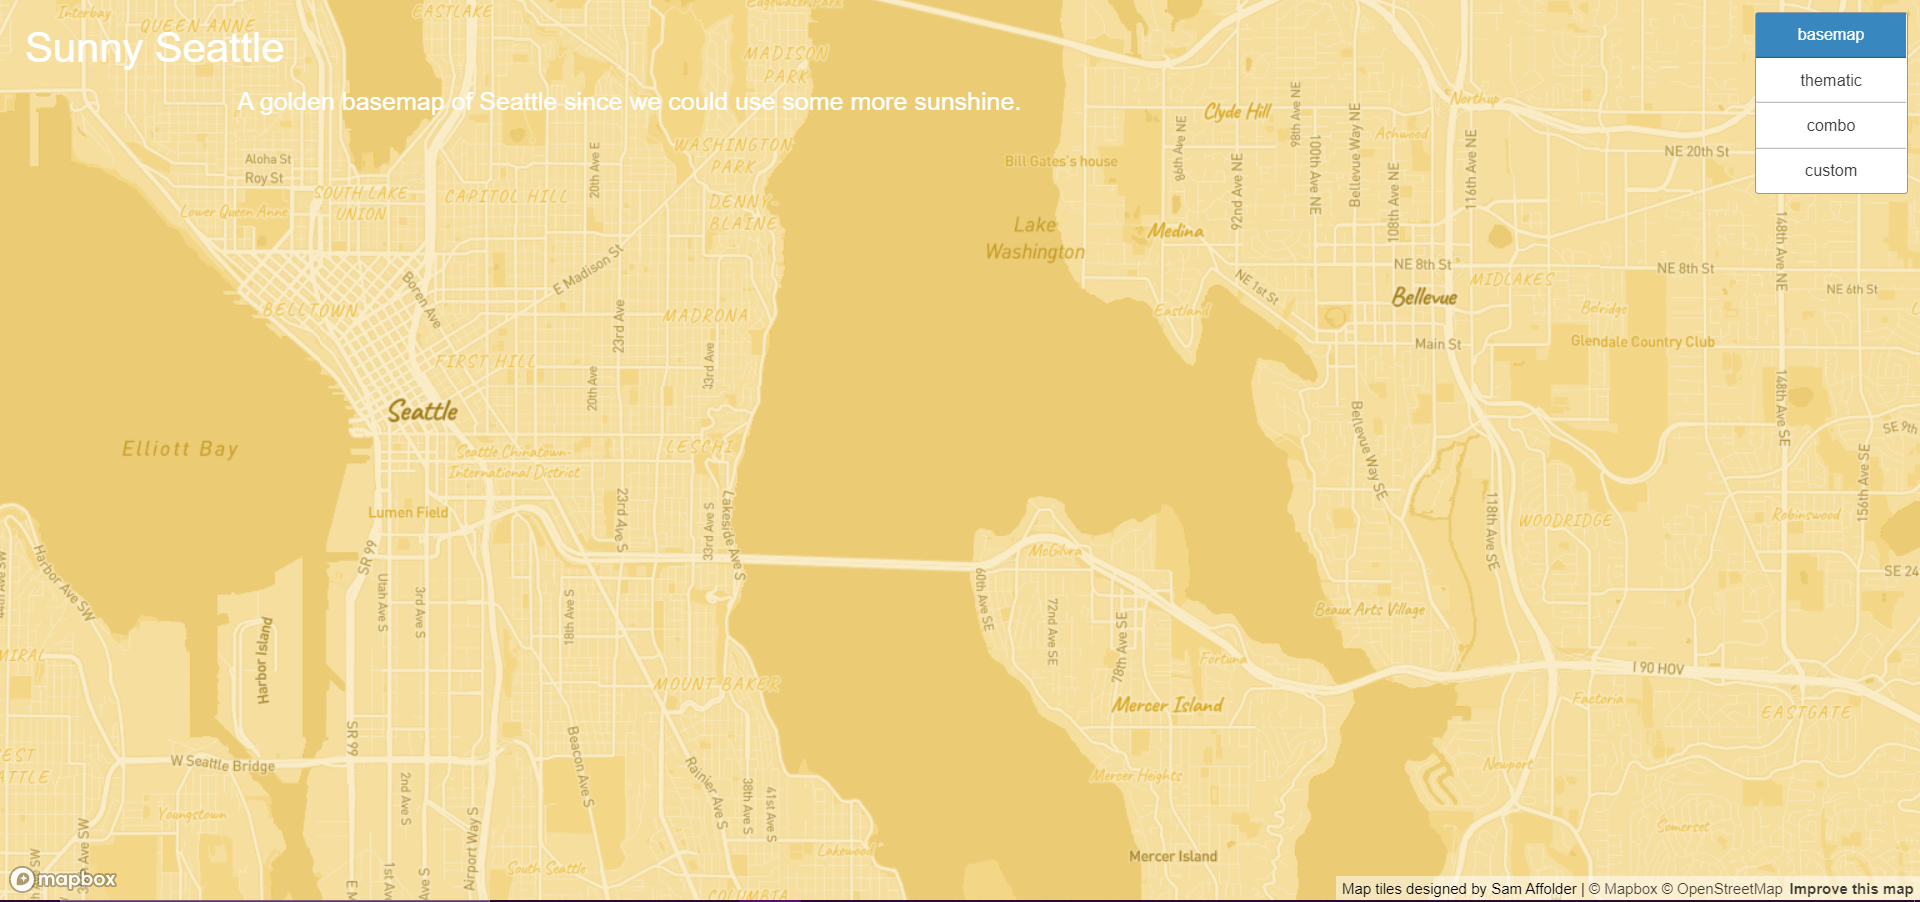 Sunny Seattle
A golden basemap of Seattle since we could use some more sunshine.
basemap
thematic
combo
custom
Interbay
QUEEN ANNE
EASTLAKE
Edgewater Park
MADISON
PARK
WASHINGTON
PARK
Aloha St
Roy St
Lower Queen Anne
SOUTH LAKE
UNION
CAPITOL HILL
20th Ave E
DENNY-
BLAINE
E Madison St
Boren Ave
BELLTOWN
FIRST HILL
23rd Ave
20th Ave
33rd Ave
MADRONA
Seattle
Elliott Bay
Seattle Chinatown-
International District
LESCHI
Lumen Field
23rd Ave S
33rd Ave S
Lakeside Ave S
SR 99
Utah Ave S
3rd Ave S
18th Ave S
Harbor Ave SW
Harbor Island
MOUNT BAKER
SR 99
W Seattle Bridge
2nd Ave S
Beacon Ave S
Rainier Ave S
38th Ave S
41st Ave S
Airport Way S
Youngstown
South Seattle
Lakewood
COLUMBIA
Lake
Washington
Bill Gates's house
Clyde Hill
86th Ave NE
92nd Ave NE
98th Ave NE
100th Ave NE
Bellevue Way NE
108th Ave NE
116th Ave NE
Northup
Ashwood
NE 20th St
148th Ave NE
Medina
NE 8th St
NE 8th St
NE 6th St
MIDLAKES
NE 1st St
Eastland
Bellevue
Belridge
Main St
Glendale Country Club
148th Ave SE
SE 9th
156th Ave SE
Bellevue Way SE
118th Ave SE
WOODRIDGE
Robinswood
McGilvra
60th Ave SE
72nd Ave SE
78th Ave SE
Beaux Arts Village
SE 24
Fortuna
I 90 HOV
Factoria
EASTGATE
Mercer Island
Mercer Heights
Newport
Somerset
Mercer Island
mapbox
Map tiles designed by Sam Affolder | © Mapbox © OpenStreetMap Improve this map